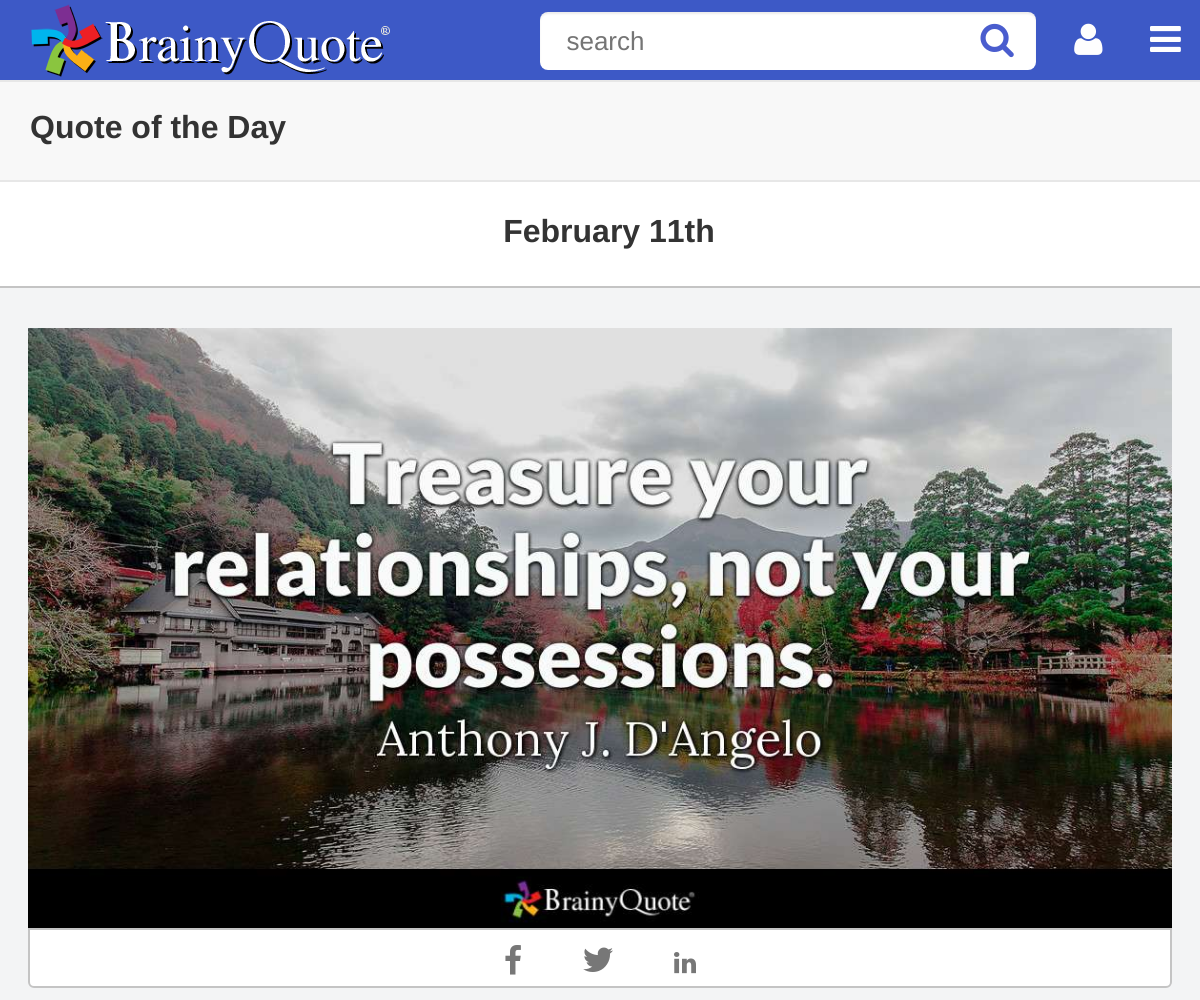 BrainyQuote®
search
Quote of the Day
February 11th
Treasure your
relationships, not your
possessions.
Anthony J. D'Angelo
BrainyQuote®